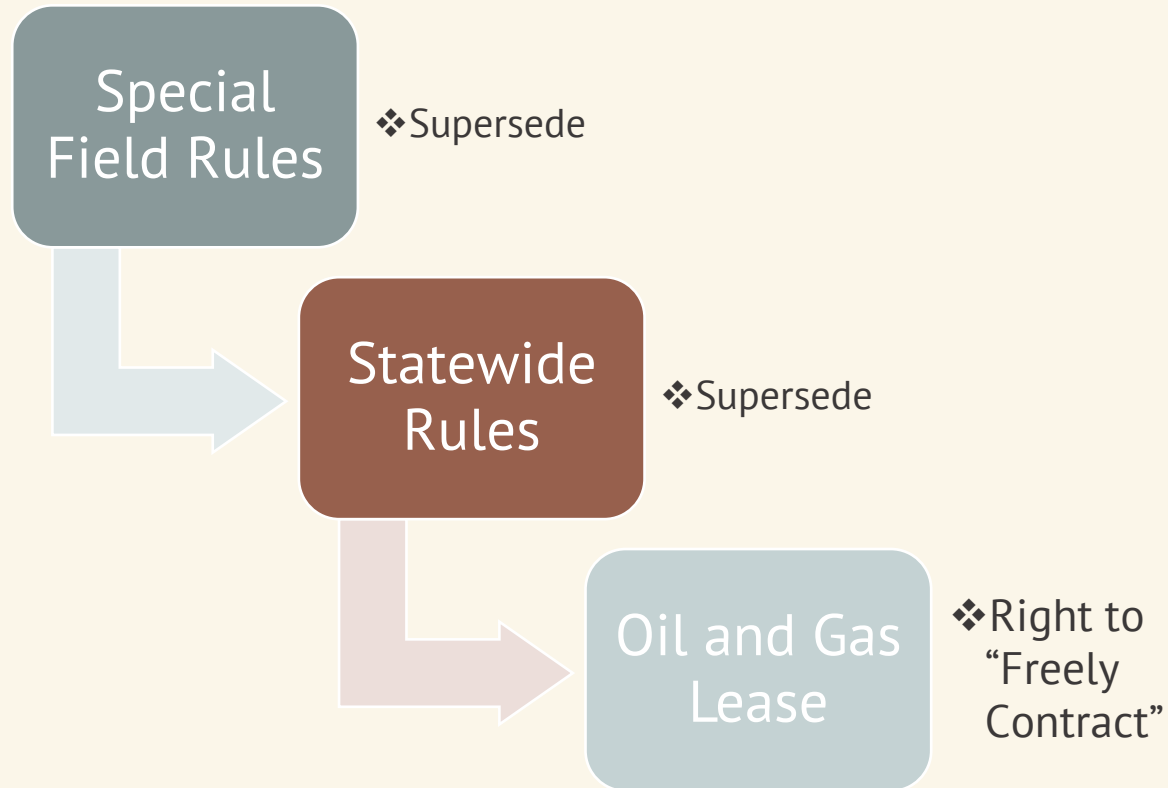 Special
Field Rules
❖Supersede
Statewide
Rules
❖Supersede
Oil and Gas
Lease
❖Right to
“Freely
Contract”